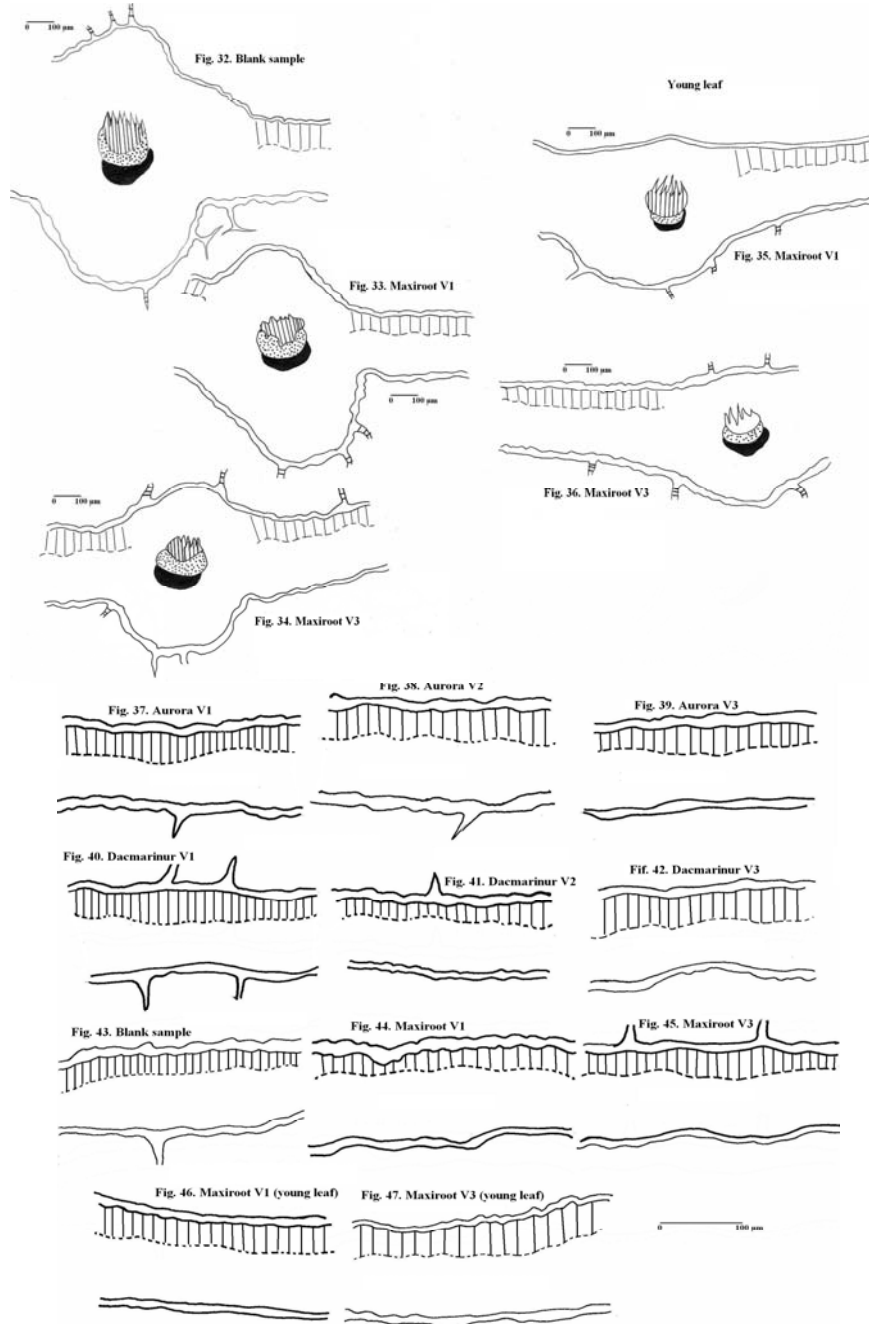 0 100 µm
Fig. 32. Blank sample
Young leaf
0 100 µm
Fig. 35. Maxiroot V1
Fig. 33. Maxiroot V1
0 100 µm
0 100 µm
Fig. 36. Maxiroot V3
0 100 µm
Fig. 34. Maxiroot V3
Fig. 37. Aurora V1
Fig. 38. Aurora V2
Fig. 39. Aurora V3
Fig. 40. Dacmarinur V1
Fig. 41. Dacmarinur V2
Fif. 42. Dacmarinur V3
Fig. 43. Blank sample
Fig. 44. Maxiroot V1
Fig. 45. Maxiroot V3
Fig. 46. Maxiroot V1 (young leaf)
Fig. 47. Maxiroot V3 (young leaf)
0 100 µm